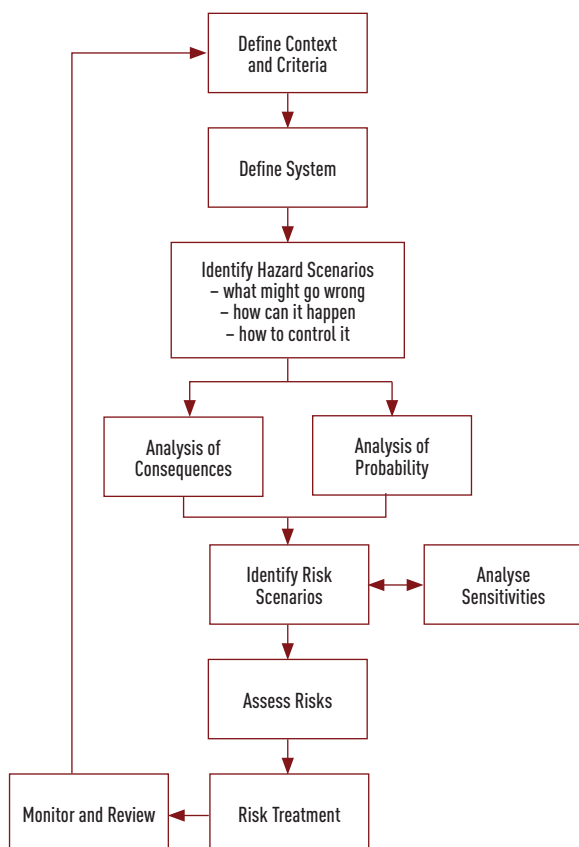 Define Context
and Criteria
Define System
Identify Hazard Scenarios
– what might go wrong
– how can it happen
– how to control it
Analysis of
Consequences
Analysis of
Probability
Identify Risk
Scenarios
Analyse
Sensitivities
Assess Risks
Monitor and Review
Risk Treatment